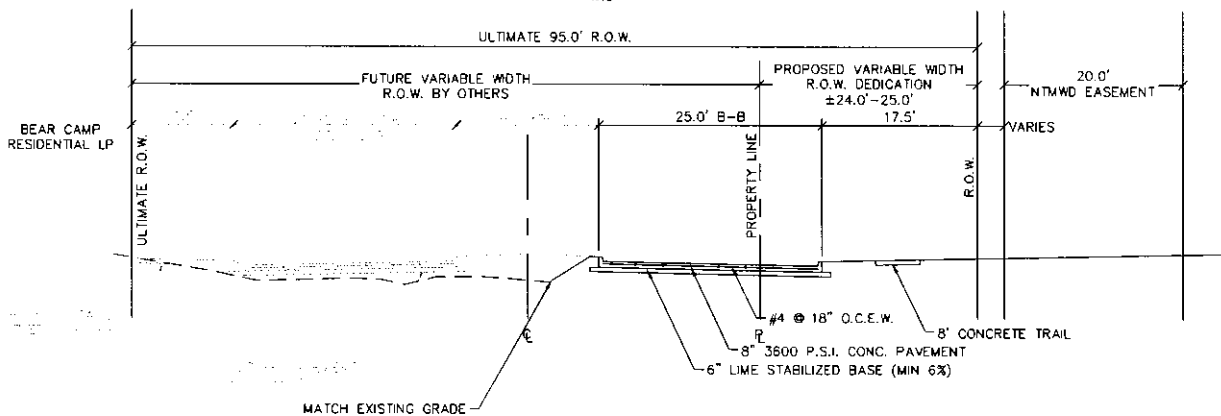 ULTIMATE 95.0' R.O.W.
FUTURE VARIABLE WIDTH
R.O.W. BY OTHERS
PROPOSED VARIABLE WIDTH
R.O.W. DEDICATION
±24.0'-25.0'
20.0'
NTMWD EASEMENT
BEAR CAMP
RESIDENTIAL LP
25.0' B-B
17.5'
VARIES
ULTIMATE R.O.W.
PROPERTY LINE
R.O.W.
#4 @ 18" O.C.E.W.
8' CONCRETE TRAIL
8" 3600 P.S.I. CONC. PAVEMENT
6" LIME STABILIZED BASE (MIN 6%)
MATCH EXISTING GRADE